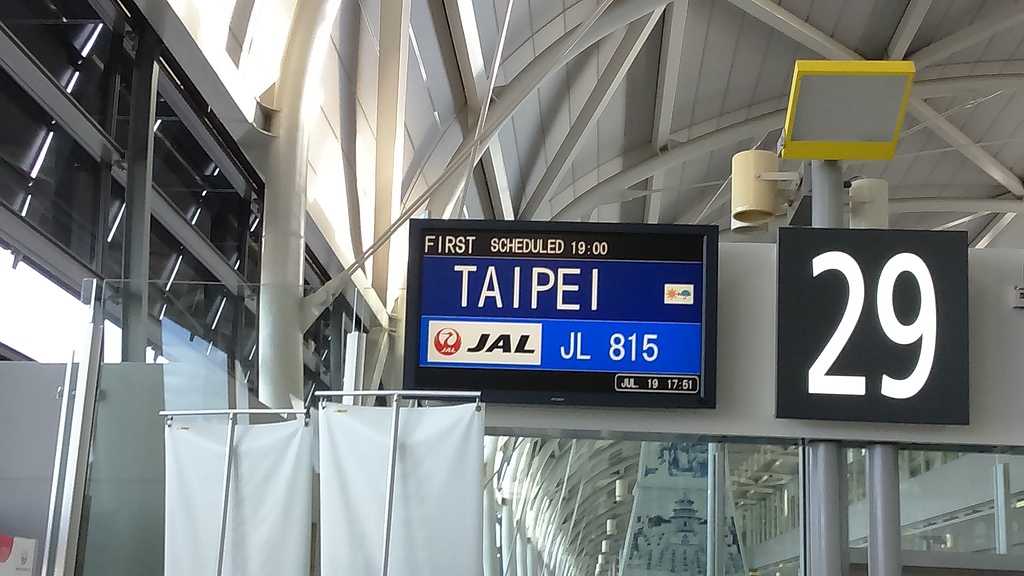 FIRST SCHEDULED 19:00
TAIPEI
JAL JAL JL 815
JUL. 19 17:51
29